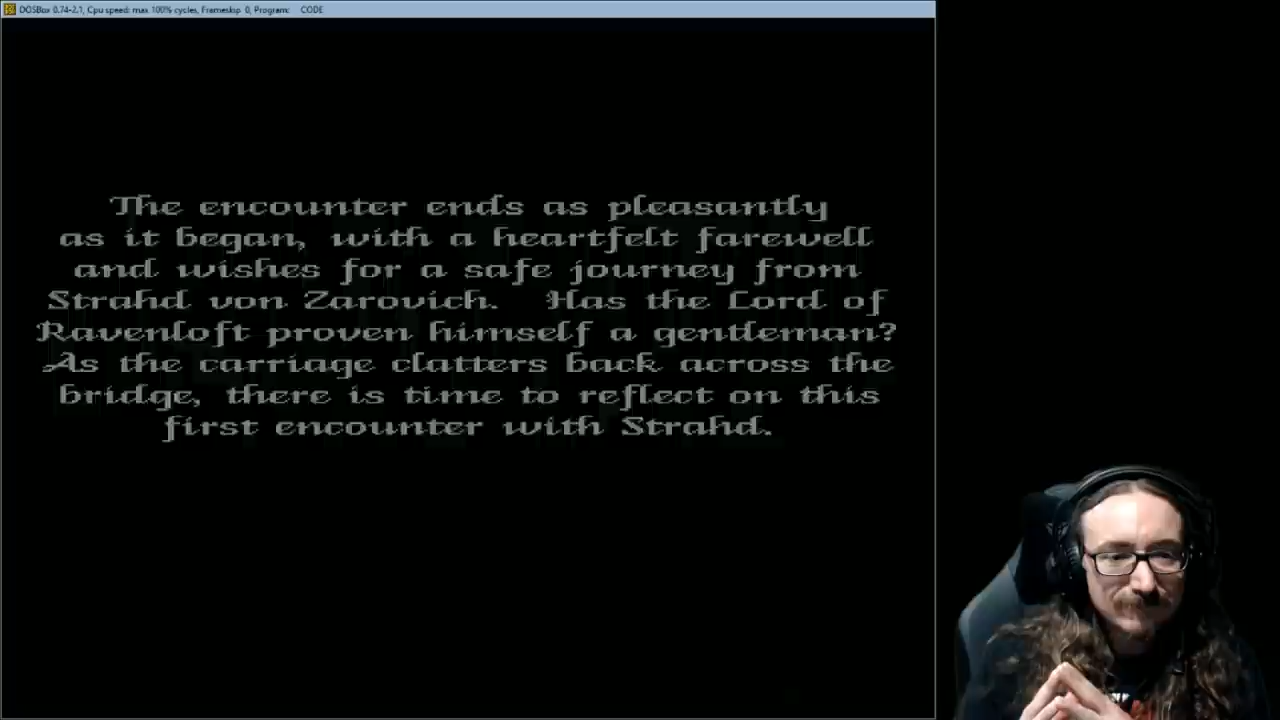 DOSBox 0.74-2.1, Cpu speed: max 100% cycles, Frameskip 0, Program: CODE
The encounter ends as pleasantly
as it began, with a heartfelt farewell
and wishes for a safe journey from
Strahd von Zarovich. Has the Lord of
Ravenloft proven himself a gentleman?
As the carriage clatters back across the
bridge, there is time to reflect on this
first encounter with Strahd.